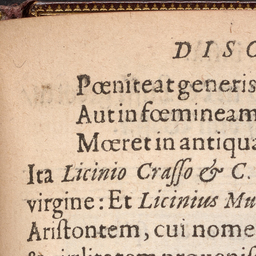 DISC
Pœniteat generis
Aut in fœmineam
Mœret in antiqua
Ita Licinio Craſſo & C.
virgine: Et Licinius Mu
Ariſtontem, cui nome